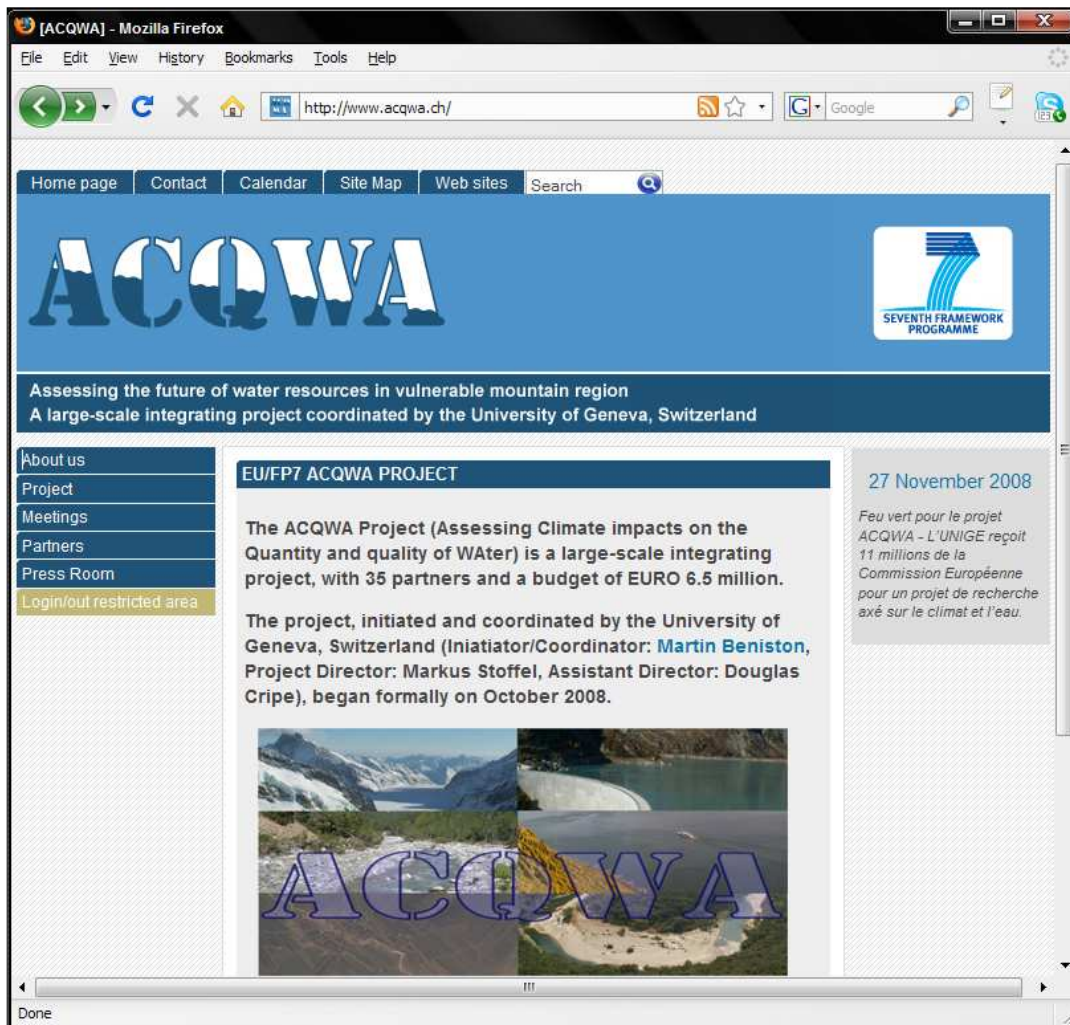 [ACQWA] - Mozilla Firefox
File Edit View History Bookmarks Tools Help
http://www.acqwa.ch/
G Google
123
Home page Contact Calendar Site Map Web sites Search
ACQWA
7
SEVENTH FRAMEWORK
PROGRAMME
Assessing the future of water resources in vulnerable mountain region
A large-scale integrating project coordinated by the University of Geneva, Switzerland
About us
Project
Meetings
Partners
Press Room
Login/out restricted area
EU/FP7 ACQWA PROJECT
The ACQWA Project (Assessing Climate impacts on the
Quantity and quality of WAter) is a large-scale integrating
project, with 35 partners and a budget of EURO 6.5 million.
The project, initiated and coordinated by the University of
Geneva, Switzerland (Iniatiator/Coordinator: Martin Beniston,
Project Director: Markus Stoffel, Assistant Director: Douglas
Cripe), began formally on October 2008.
ACQWA
27 November 2008
Feu vert pour le projet
ACQWA - L'UNIGE reçoit
11 millions de la
Commission Européenne
pour un projet de recherche
axé sur le climat et l'eau.
Done